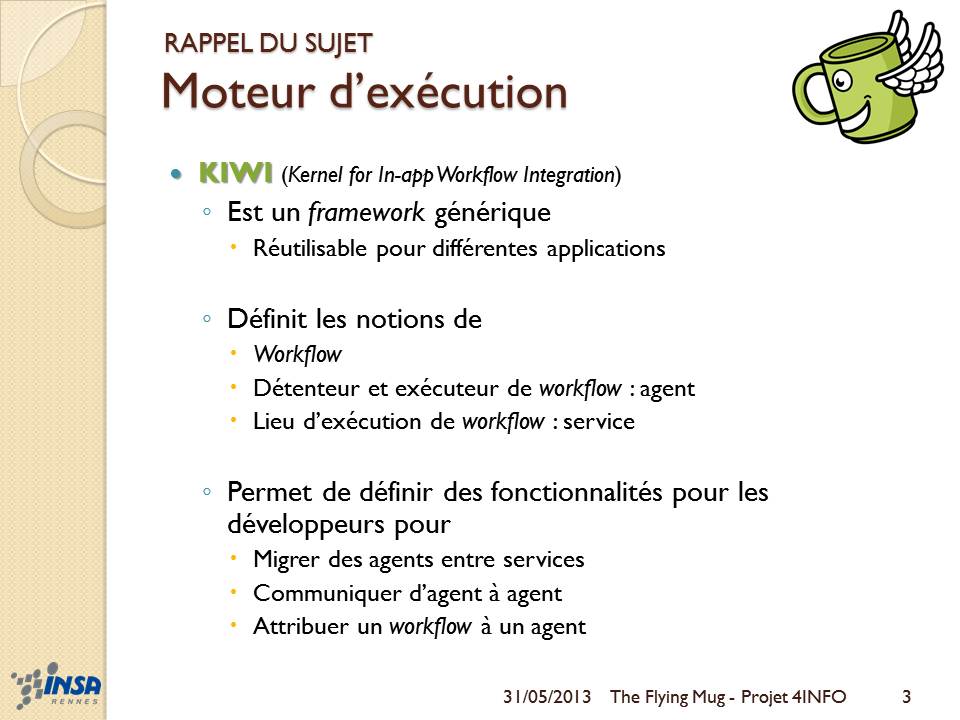 RAPPEL DU SUJET
Moteur d’exécution
KIWI (Kernel for In-app Workflow Integration)
Est un framework générique
Réutilisable pour différentes applications
Définit les notions de
Workflow
Détenteur et exécuteur de workflow : agent
Lieu d’exécution de workflow : service
Permet de définir des fonctionnalités pour les
développeurs pour
Migrer des agents entre services
Communiquer d’agent à agent
Attribuer un workflow à un agent
INSA
RENNES
31/05/2013 The Flying Mug - Projet 4INFO 3